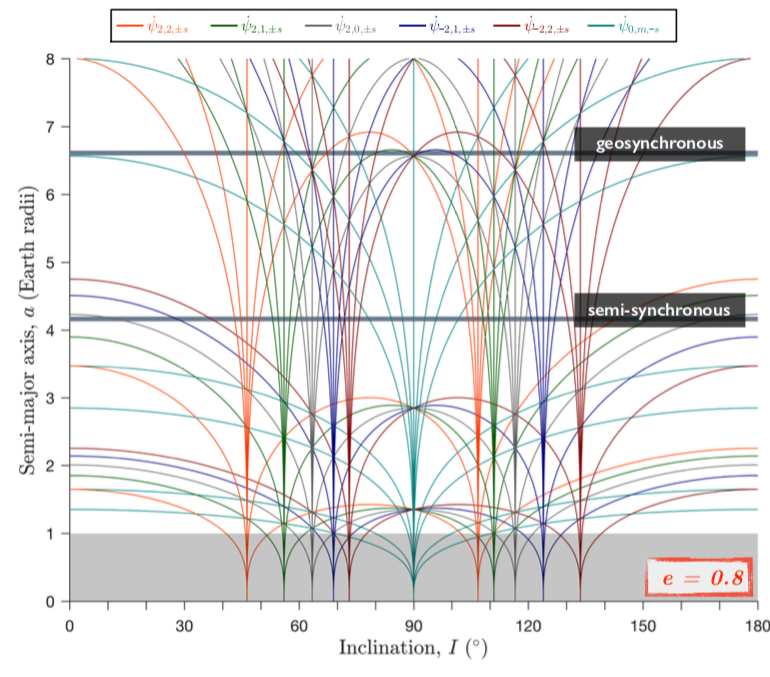 ψ̇2,2,±s ψ̇2,1,±s ψ̇2,0,±s ψ̇-2,1,±s ψ̇-2,2,±s ψ̇0,m,-s
8
7
geosynchronous
6
5
semi-synchronous
4
3
2
1
e = 0.8
0
0 30 60 90 120 150 180
Semi-major axis, a (Earth radii)
Inclination, I (°)